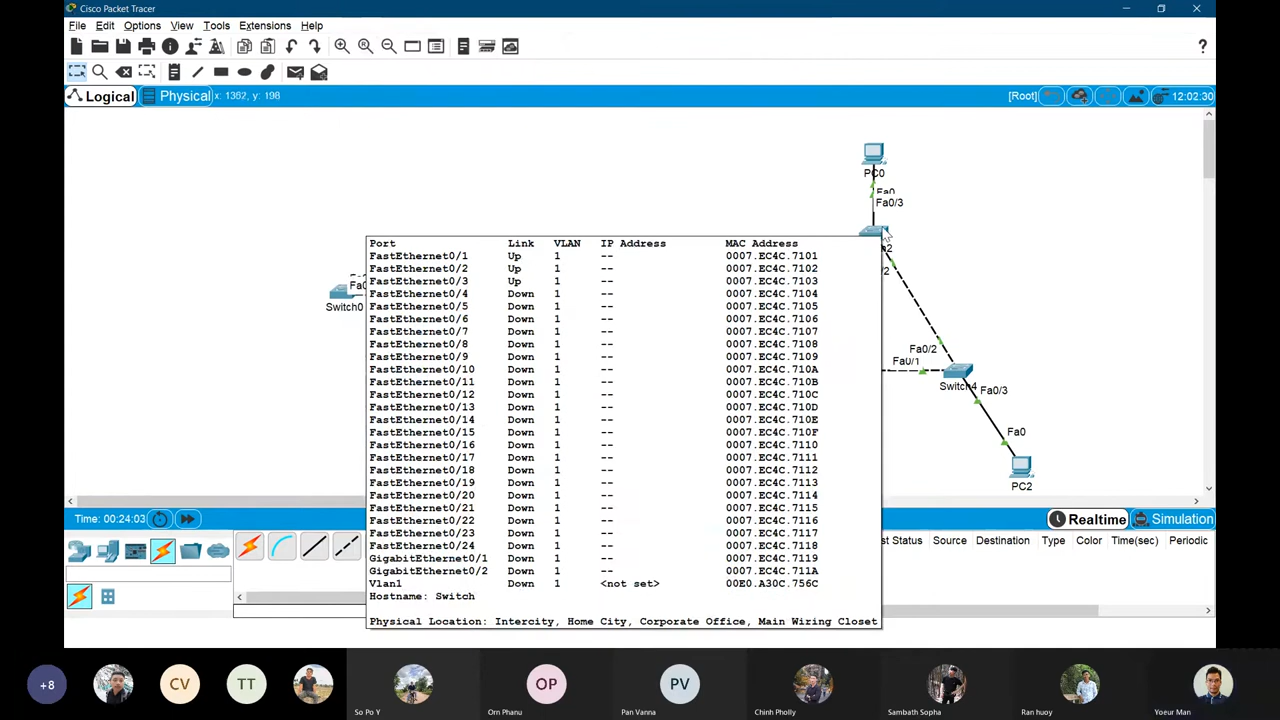 Cisco Packet Tracer
File Edit Options View Tools Extensions Help
Logical Physical x: 1362, y: 198 [Root] 12:02:30
PC0
Fa0
Fa0/3
Port Link VLAN IP Address MAC Address
FastEthernet0/1 Up 1 -- 0007.EC4C.7101
FastEthernet0/2 Up 1 -- 0007.EC4C.7102
FastEthernet0/3 Up 1 -- 0007.EC4C.7103
FastEthernet0/4 Down 1 -- 0007.EC4C.7104
FastEthernet0/5 Down 1 -- 0007.EC4C.7105
FastEthernet0/6 Down 1 -- 0007.EC4C.7106
FastEthernet0/7 Down 1 -- 0007.EC4C.7107
FastEthernet0/8 Down 1 -- 0007.EC4C.7108
FastEthernet0/9 Down 1 -- 0007.EC4C.7109
FastEthernet0/10 Down 1 -- 0007.EC4C.710A
FastEthernet0/11 Down 1 -- 0007.EC4C.710B
FastEthernet0/12 Down 1 -- 0007.EC4C.710C
FastEthernet0/13 Down 1 -- 0007.EC4C.710D
FastEthernet0/14 Down 1 -- 0007.EC4C.710E
FastEthernet0/15 Down 1 -- 0007.EC4C.710F
FastEthernet0/16 Down 1 -- 0007.EC4C.7110
FastEthernet0/17 Down 1 -- 0007.EC4C.7111
FastEthernet0/18 Down 1 -- 0007.EC4C.7112
FastEthernet0/19 Down 1 -- 0007.EC4C.7113
FastEthernet0/20 Down 1 -- 0007.EC4C.7114
FastEthernet0/21 Down 1 -- 0007.EC4C.7115
FastEthernet0/22 Down 1 -- 0007.EC4C.7116
FastEthernet0/23 Down 1 -- 0007.EC4C.7117
FastEthernet0/24 Down 1 -- 0007.EC4C.7118
GigabitEthernet0/1 Down 1 -- 0007.EC4C.7119
GigabitEthernet0/2 Down 1 -- 0007.EC4C.711A
Vlan1 Down 1 <not set> 00E0.A30C.756C
Hostname: Switch
Physical Location: Intercity, Home City, Corporate Office, Main Wiring Closet
Switch0
Fa0/2
Fa0/1
Switch4
Fa0/3
Fa0
PC2
Time: 00:24:03 Realtime Simulation
Status Source Destination Type Color Time(sec) Periodic
+8 CV TT OP PV
So Po Y Orn Phanu Pan Vanna Chinh Pholly Sambath Sopha Ran huoy Yoeur Man